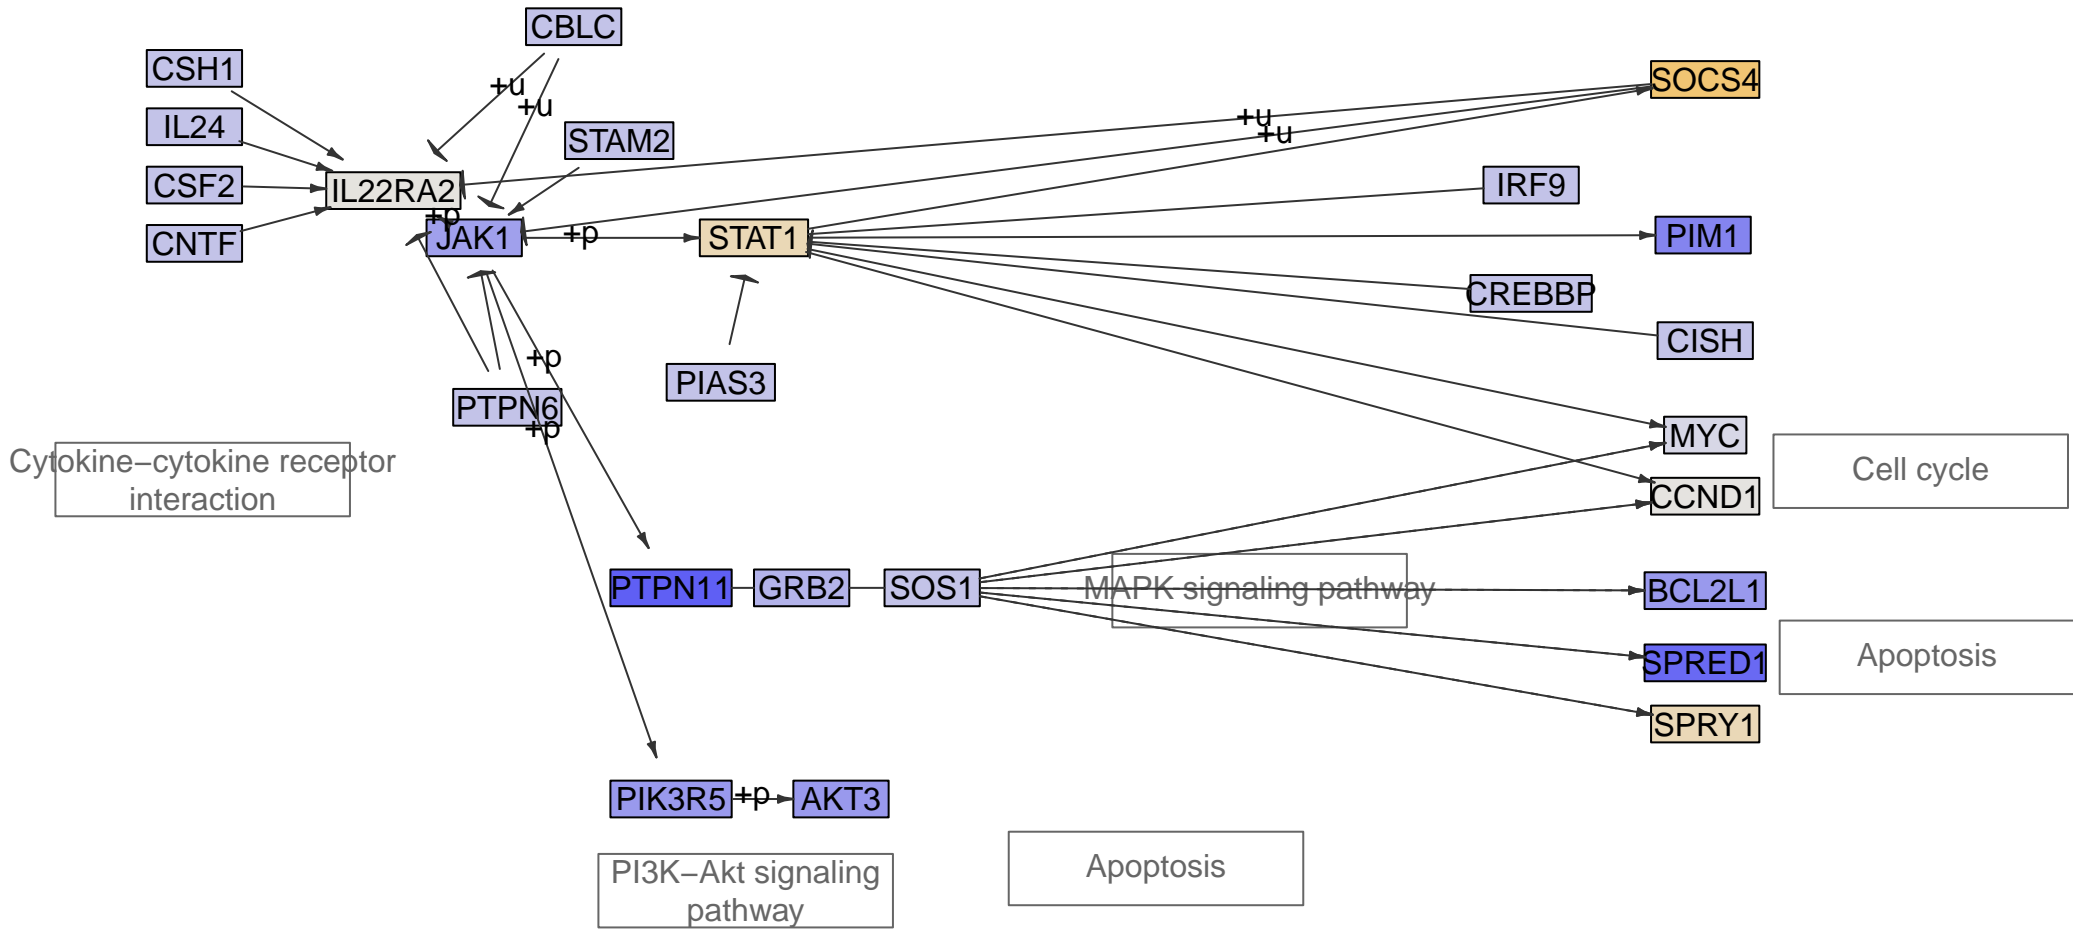 CBLC
CSH1
SOCS4
+u
+u
+u
IL24
+u
STAM2
CSF2
IL22RA2
IRF9
+p
CNTF
JAK1
+p
STAT1
PIM1
CREBBP
CISH
+p
PIAS3
PTPN6
+p
MYC
Cytokine–cytokine receptor
interaction
Cell cycle
CCND1
PTPN11
GRB2
SOS1
MAPK signaling pathway
BCL2L1
SPRED1
Apoptosis
SPRY1
PIK3R5
+p
AKT3
PI3K–Akt signaling
pathway
Apoptosis